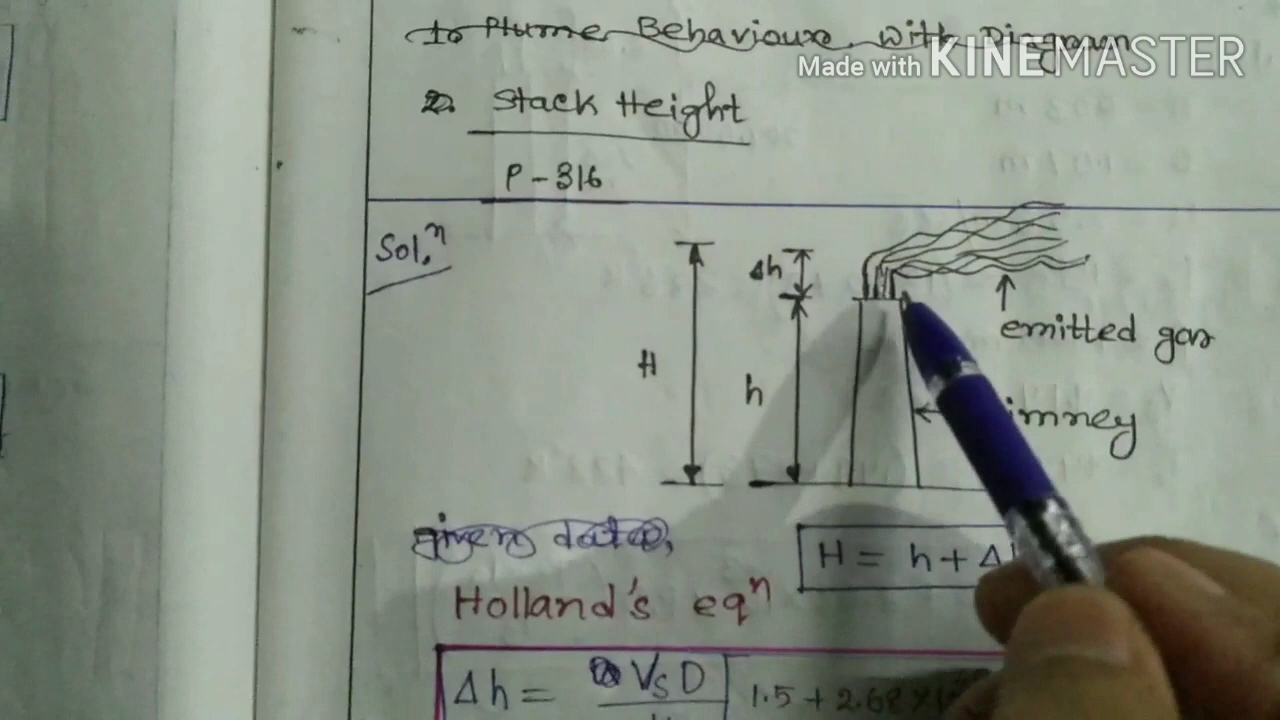 1. Plume Behaviour with Diagram
Made with KINEMASTER
2. Stack Height
P-316
Sol.n
Δh
emitted gas
H
h
given data,
H = h + Δ
Holland's eqn
Δh = VsD
1.5 + 2.68 ×